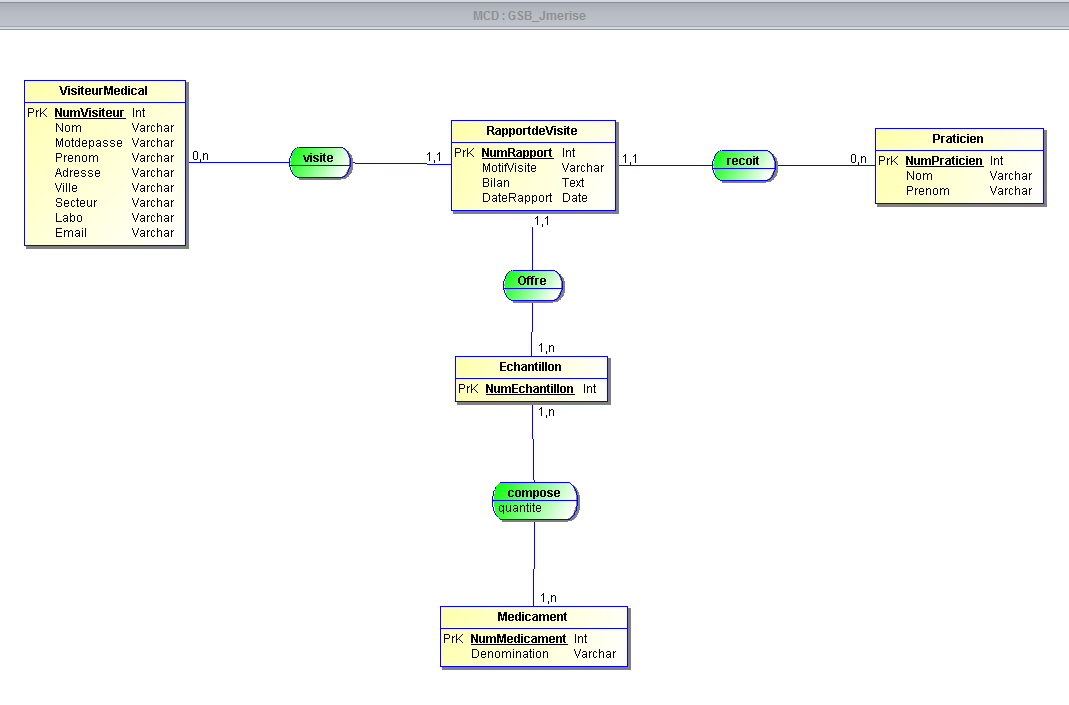 MCD : GSB_Jmerise
VisiteurMedical
PrK NumVisiteur Int
Nom Varchar
Motdepasse Varchar
Prenom Varchar
Adresse Varchar
Ville Varchar
Secteur Varchar
Labo Varchar
Email Varchar
0,n
visite
1,1
RapportdeVisite
PrK NumRapport Int
MotifVisite Varchar
Bilan Text
DateRapport Date
1,1
recoit
0,n
Praticien
PrK NumPraticien Int
Nom Varchar
Prenom Varchar
1,1
Offre
1,n
Echantillon
PrK NumEchantillon Int
1,n
compose
quantite
1,n
Medicament
PrK NumMedicament Int
Denomination Varchar